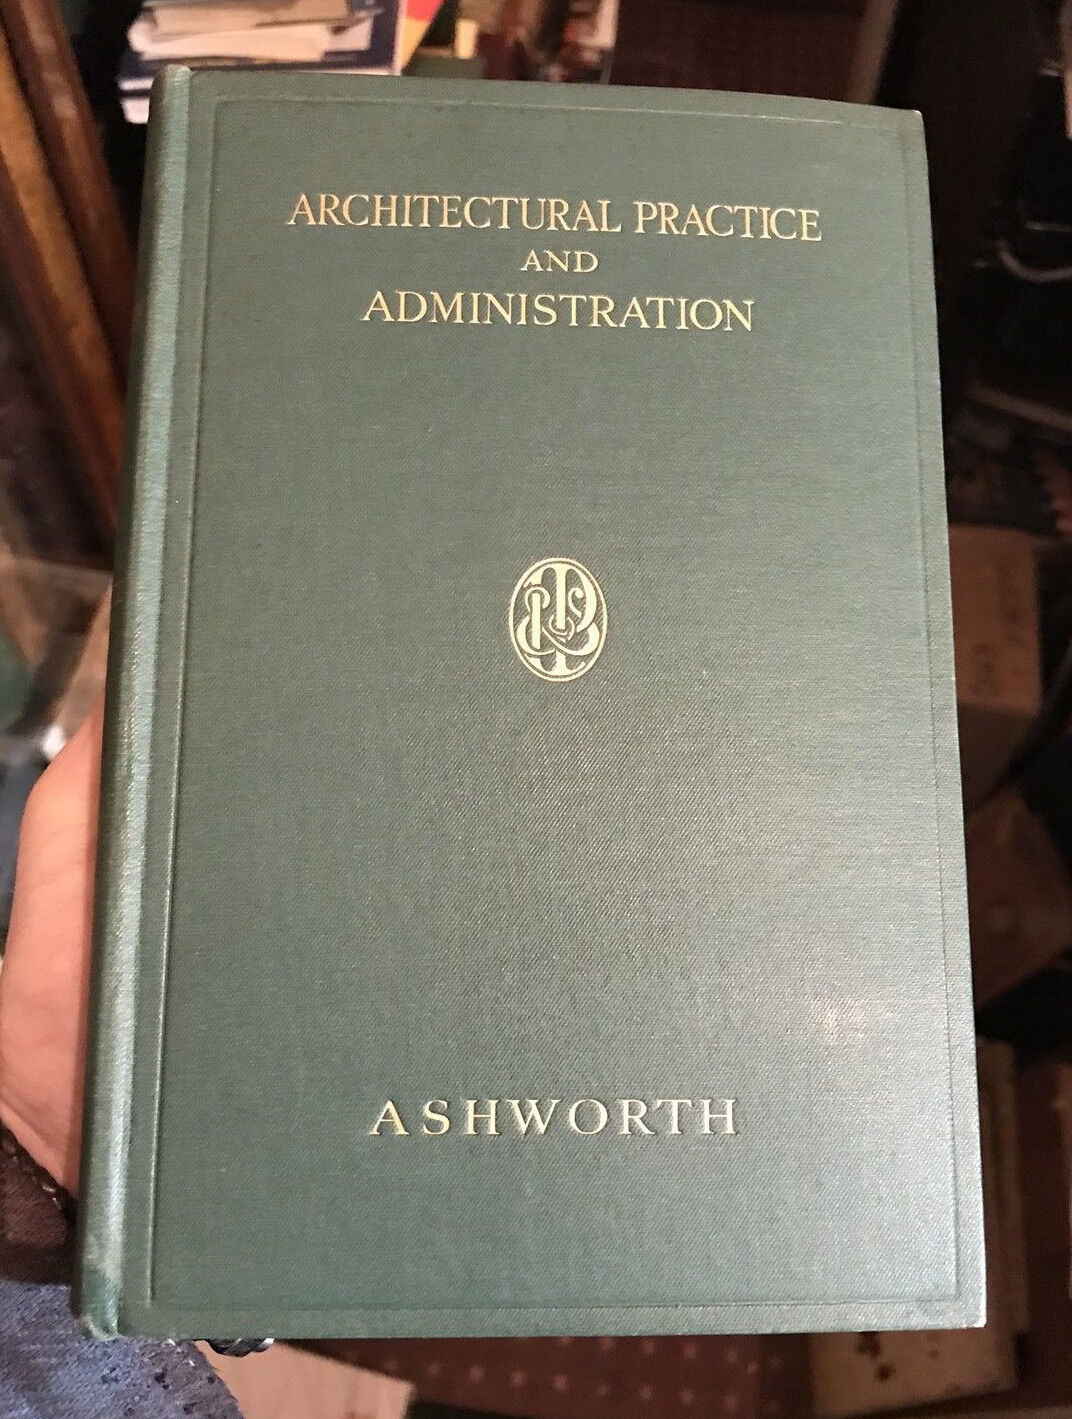 ARCHITECTURAL PRACTICE
AND
ADMINISTRATION
ASHWORTH